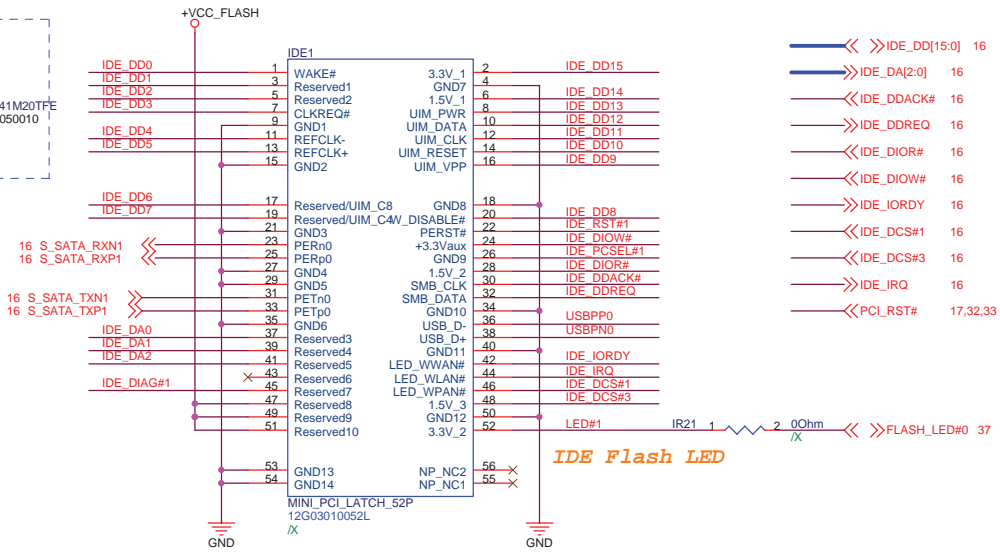 +VCC_FLASH
41M20TFE
050010
IDE1
IDE_DD0 1 WAKE# 3.3V_1 2 IDE_DD15
IDE_DD1 3 Reserved1 GND7 4
IDE_DD2 5 Reserved2 1.5V_1 6 IDE_DD14
IDE_DD3 7 CLKREQ# UIM_PWR 8 IDE_DD13
9 GND1 UIM_DATA 10 IDE_DD12
IDE_DD4 11 REFCLK- UIM_CLK 12 IDE_DD11
IDE_DD5 13 REFCLK+ UIM_RESET 14 IDE_DD10
15 GND2 UIM_VPP 16 IDE_DD9
IDE_DD6 17 Reserved/UIM_C8 GND8 18
IDE_DD7 19 Reserved/UIM_C4 W_DISABLE# 20 IDE_DD8
21 GND3 PERST# 22 IDE_RST#1
16 S_SATA_RXN1 23 PERn0 +3.3Vaux 24 IDE_DIOW#
16 S_SATA_RXP1 25 PERp0 GND9 26 IDE_PCSEL#1
27 GND4 1.5V_2 28 IDE_DIOR#
29 GND5 SMB_CLK 30 IDE_DDACK#
16 S_SATA_TXN1 31 PETn0 SMB_DATA 32 IDE_DDREQ
16 S_SATA_TXP1 33 PETp0 GND10 34
35 GND6 USB_D- 36 USBPP0
IDE_DA0 37 Reserved3 USB_D+ 38 USBPN0
IDE_DA1 39 Reserved4 GND11 40
IDE_DA2 41 Reserved5 LED_WWAN# 42 IDE_IORDY
43 Reserved6 LED_WLAN# 44 IDE_IRQ
IDE_DIAG#1 45 Reserved7 LED_WPAN# 46 IDE_DCS#1
47 Reserved8 1.5V_3 48 IDE_DCS#3
49 Reserved9 GND12 50
51 Reserved10 3.3V_2 52 LED#1 IR21 1 2 0Ohm FLASH_LED#0 37
/X
IDE Flash LED
53 GND13 NP_NC2 56
54 GND14 NP_NC1 55
MINI_PCI_LATCH_52P
12G03010052L
/X
GND
GND
IDE_DD[15:0] 16
IDE_DA[2:0] 16
IDE_DDACK# 16
IDE_DDREQ 16
IDE_DIOR# 16
IDE_DIOW# 16
IDE_IORDY 16
IDE_DCS#1 16
IDE_DCS#3 16
IDE_IRQ 16
PCI_RST# 17,32,33